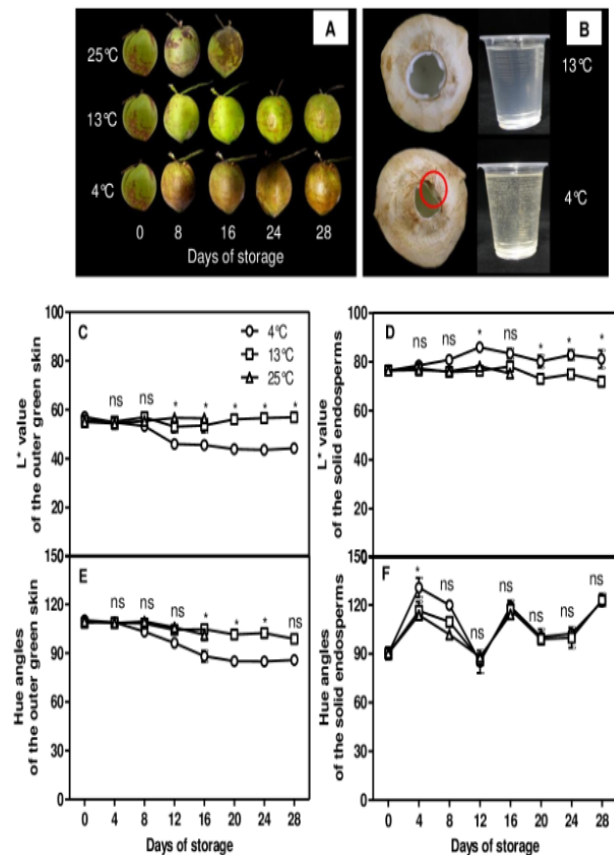 A
25°C
13°C
4°C
0 8 16 24 28
Days of storage
B
13°C
4°C
C
4°C
13°C
25°C
100
80
60
40
20
ns ns * * * * *
L* value
of the outer green skin
D
100
80
60
40
20
0
ns ns * ns * * *
L* value
of the solid endosperms
E
150
120
90
60
30
0
ns ns ns * * * ns
Hue angles
of the outer green skin
0 4 8 12 16 20 24 28
Days of storage
F
150
120
90
60
30
0
* ns ns ns ns ns ns
Hue angles
of the solid endosperms
0 4 8 12 16 20 24 28
Days of storage